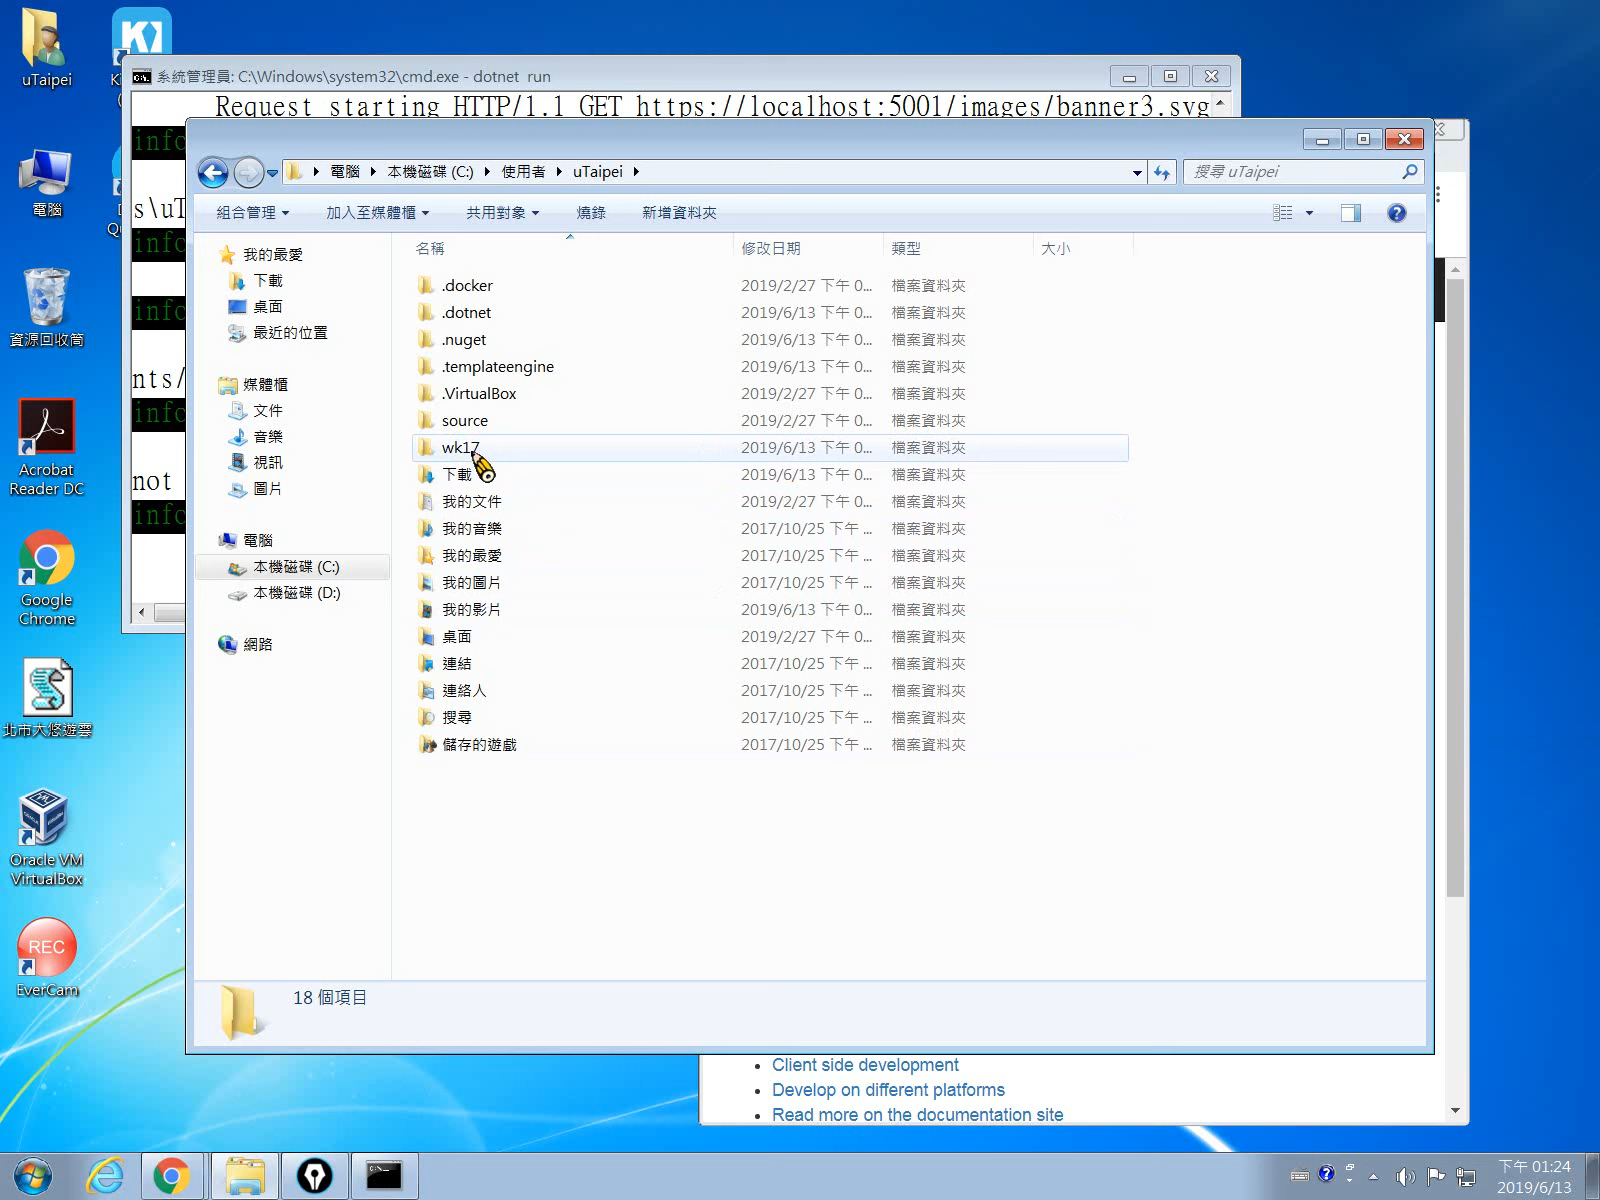 uTaipei
電腦
資源回收筒
Acrobat
Reader DC
Google
Chrome
北市大悠遊雲
Oracle VM
VirtualBox
REC
EverCam
系統管理員: C:\Windows\system32\cmd.exe - dotnet run
Request starting HTTP/1.1 GET https://localhost:5001/images/banner3.svg
info
s\uT
info
info
nts/
info
not
info
電腦 本機磁碟 (C:) 使用者 uTaipei
搜尋 uTaipei
組合管理 加入至媒體櫃 共用對象 燒錄 新增資料夾
我的最愛
下載
桌面
最近的位置
媒體櫃
文件
音樂
視訊
圖片
電腦
本機磁碟 (C:)
本機磁碟 (D:)
網路
名稱 修改日期 類型 大小
.docker 2019/2/27 下午 0... 檔案資料夾
.dotnet 2019/6/13 下午 0... 檔案資料夾
.nuget 2019/6/13 下午 0... 檔案資料夾
.templateengine 2019/6/13 下午 0... 檔案資料夾
.VirtualBox 2019/2/27 下午 0... 檔案資料夾
source 2019/2/27 下午 0... 檔案資料夾
wk17 2019/6/13 下午 0... 檔案資料夾
下載 2019/6/13 下午 0... 檔案資料夾
我的文件 2019/2/27 下午 0... 檔案資料夾
我的音樂 2017/10/25 下午 ... 檔案資料夾
我的最愛 2017/10/25 下午 ... 檔案資料夾
我的圖片 2017/10/25 下午 ... 檔案資料夾
我的影片 2019/6/13 下午 0... 檔案資料夾
桌面 2019/2/27 下午 0... 檔案資料夾
連結 2017/10/25 下午 ... 檔案資料夾
連絡人 2017/10/25 下午 ... 檔案資料夾
搜尋 2017/10/25 下午 ... 檔案資料夾
儲存的遊戲 2017/10/25 下午 ... 檔案資料夾
18 個項目
Client side development
Develop on different platforms
Read more on the documentation site
下午 01:24
2019/6/13